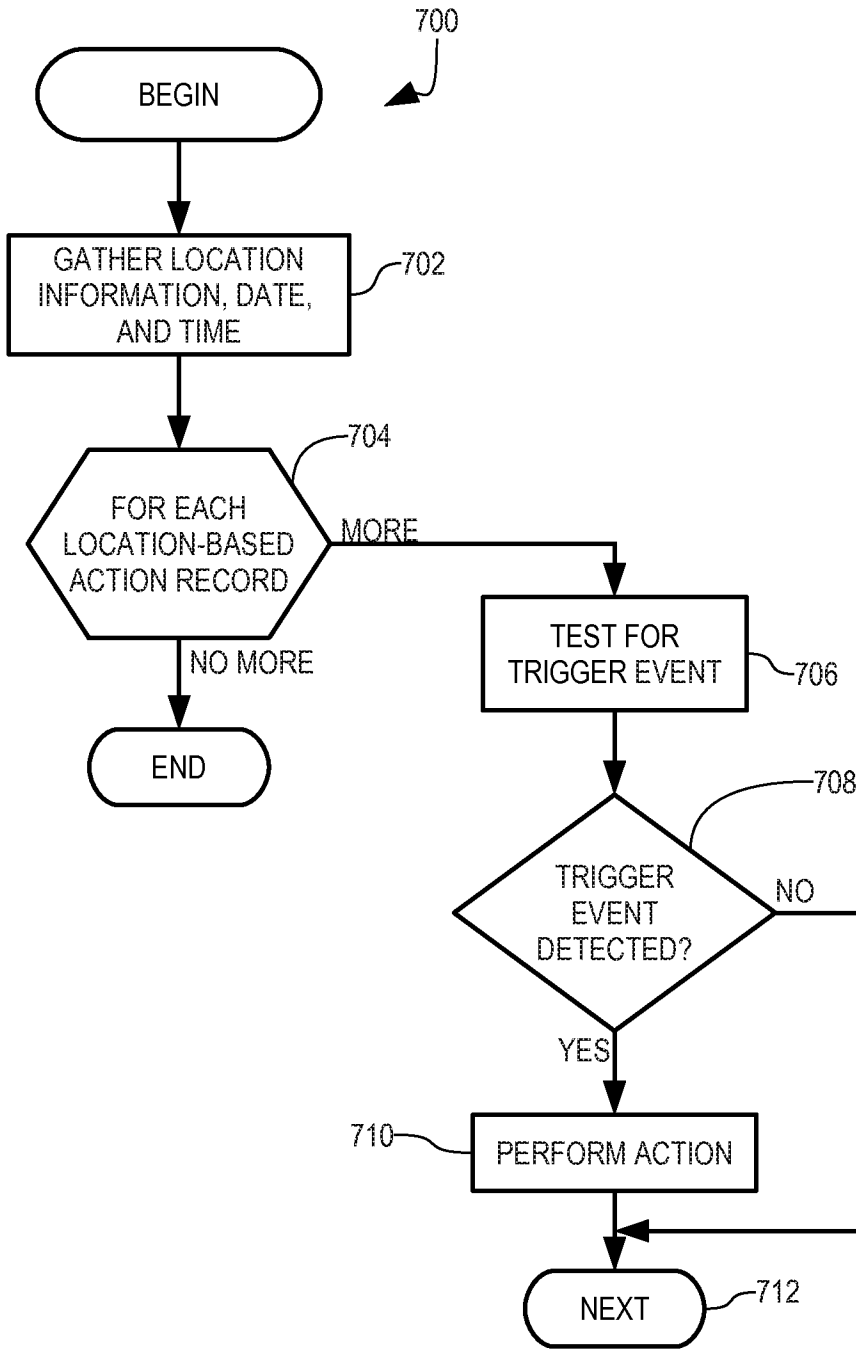 700
BEGIN
GATHER LOCATION
INFORMATION, DATE,
AND TIME
702
704
FOR EACH
LOCATION-BASED
ACTION RECORD
MORE
NO MORE
END
TEST FOR
TRIGGER EVENT
706
708
TRIGGER
EVENT
DETECTED?
NO
YES
710
PERFORM ACTION
NEXT
712